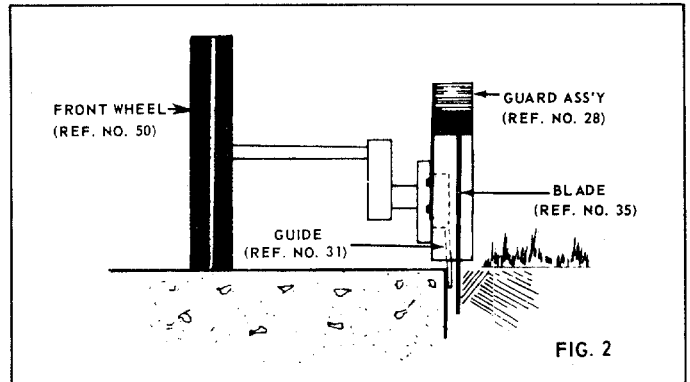 FRONT WHEEL
(REF. NO. 50)
GUARD ASS'Y
(REF. NO. 28)
BLADE
(REF. NO. 35)
GUIDE
(REF. NO. 31)
FIG. 2